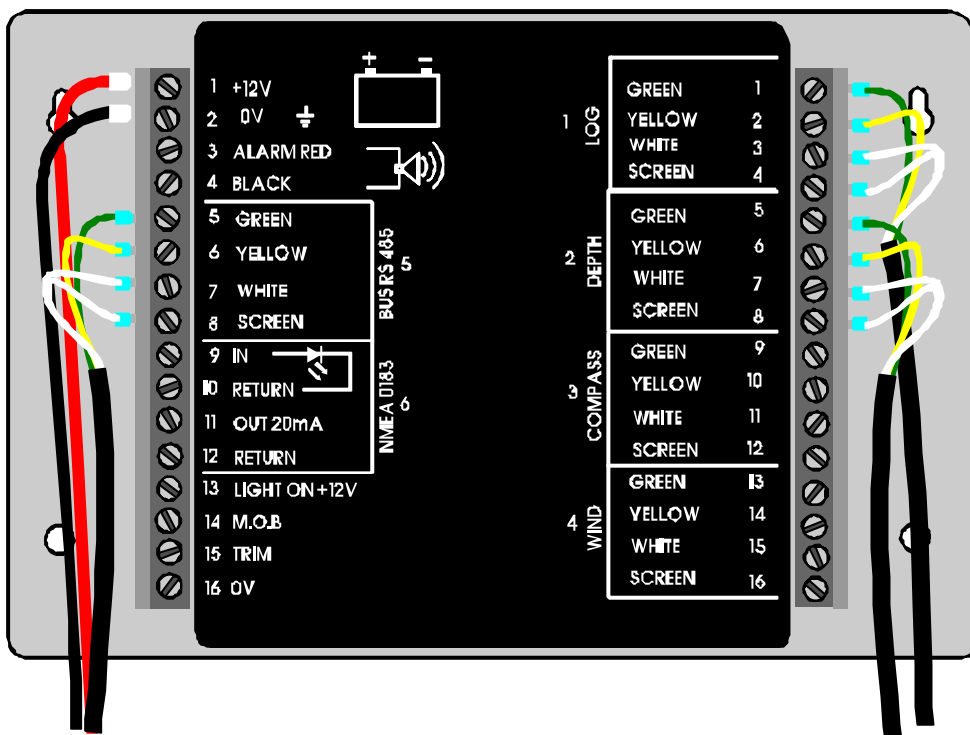 + -
1 +12V
2 0V
3 ALARM RED
4 BLACK
5 GREEN
6 YELLOW
7 WHITE
8 SCREEN
BUS RS 485
5
9 IN
10 RETURN
11 OUT 20mA
12 RETURN
NMEA 0183
6
13 LIGHT ON +12V
14 M.O.B
15 TRIM
16 0V
1 LOG
GREEN 1
YELLOW 2
WHITE 3
SCREEN 4
2 DEPTH
GREEN 5
YELLOW 6
WHITE 7
SCREEN 8
3 COMPASS
GREEN 9
YELLOW 10
WHITE 11
SCREEN 12
4 WIND
GREEN 13
YELLOW 14
WHITE 15
SCREEN 16